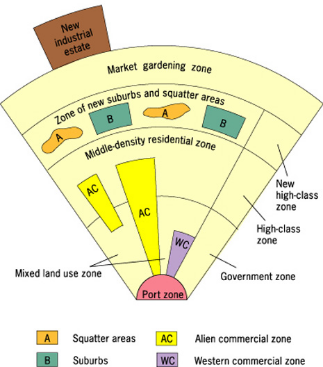 New
industrial
estate
Market gardening zone
Zone of new suburbs and squatter areas
A
B
A
B
Middle-density residential zone
AC
AC
WC
New
high-class
zone
High-class
zone
Mixed land use zone
Government zone
Port zone
A Squatter areas
AC Alien commercial zone
B Suburbs
WC Western commercial zone